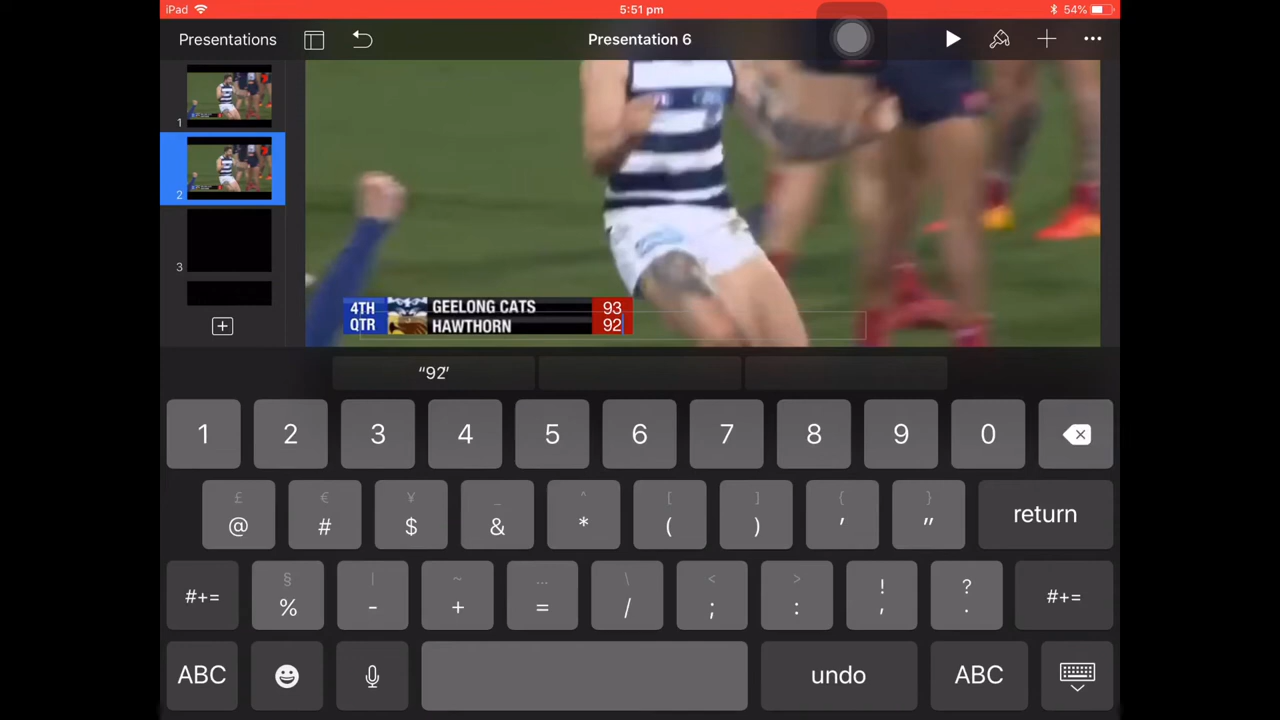 iPad 5:51 pm 54%
Presentations Presentation 6
1
2
3
4TH GEELONG CATS 93
QTR HAWTHORN 92
“92”
1 2 3 4 5 6 7 8 9 0
£ € ¥ _ ^ [ ] { }
@ # $ & * ( ) ' " return
§ | ~ … \ < > ! ?
#+= % - + = / ; : , . #+=
ABC undo ABC